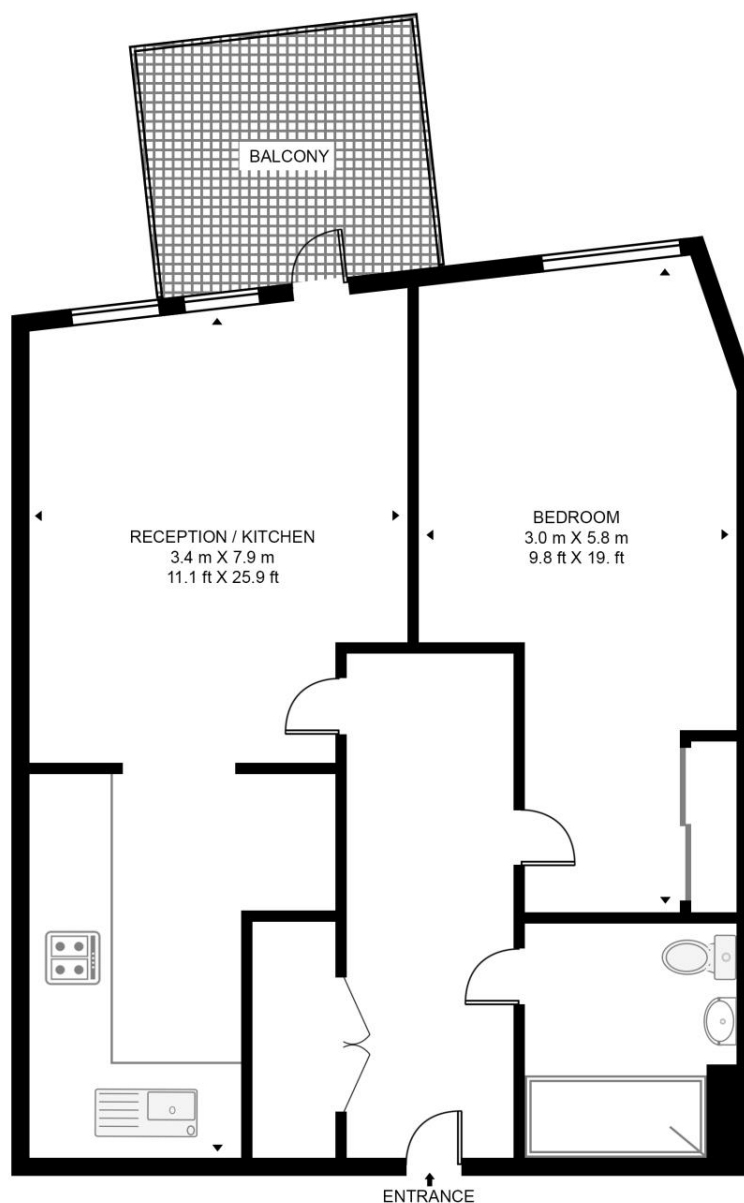 BALCONY
RECEPTION / KITCHEN
3.4 m X 7.9 m
11.1 ft X 25.9 ft
BEDROOM
3.0 m X 5.8 m
9.8 ft X 19. ft
ENTRANCE